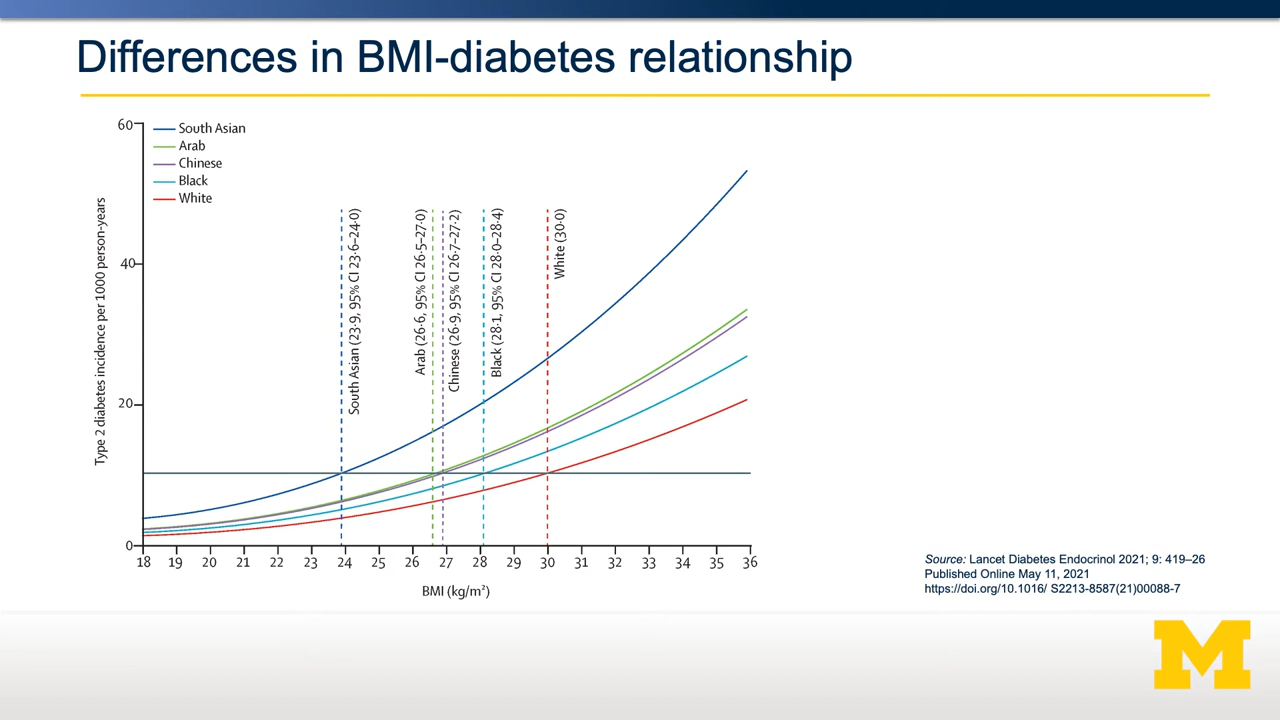 Differences in BMI-diabetes relationship
60
40
20
0
Type 2 diabetes incidence per 1000 person-years
South Asian
Arab
Chinese
Black
White
South Asian (23·9, 95% CI 23·6–24·0)
Arab (26·6, 95% CI 26·5–27·0)
Chinese (26·9, 95% CI 26·7–27·2)
Black (28·1, 95% CI 28·0–28·4)
White (30·0)
18 19 20 21 22 23 24 25 26 27 28 29 30 31 32 33 34 35 36
BMI (kg/m²)
Source: Lancet Diabetes Endocrinol 2021; 9: 419–26
Published Online May 11, 2021
https://doi.org/10.1016/ S2213-8587(21)00088-7
M